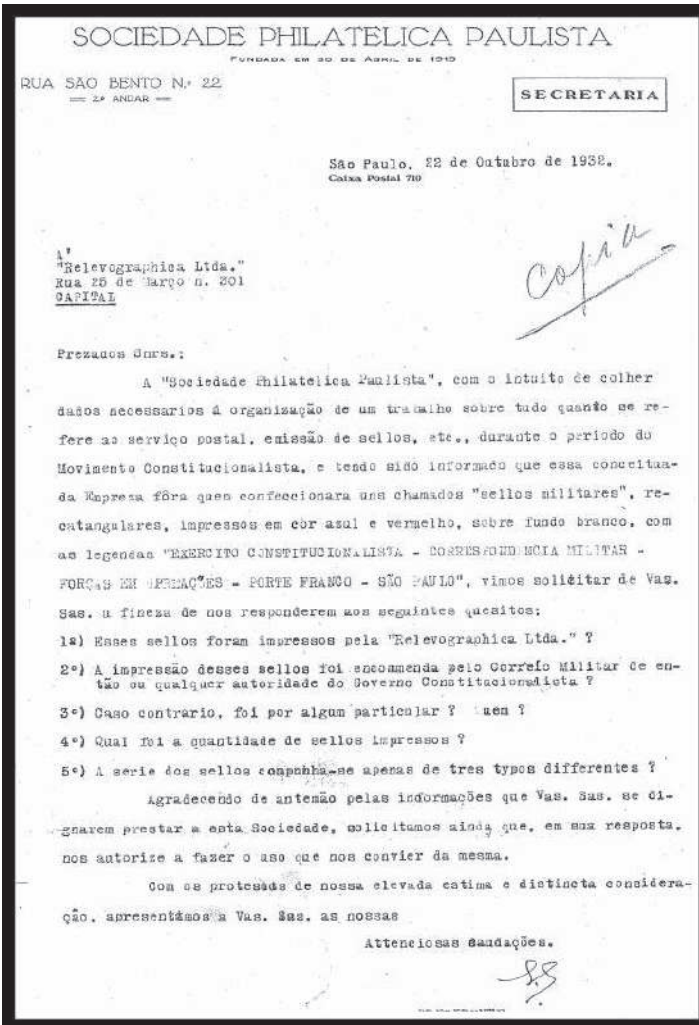 SOCIEDADE PHILATELICA PAULISTA
FUNDADA EM 30 DE ABRIL DE 1919
RUA SÃO BENTO N.º 22
2º ANDAR
SECRETARIA
São Paulo, 22 de Outubro de 1932.
Caixa Postal 710
copia
A'
"Relevographica Ltda."
Rua 25 de Março n. 301
CAPITAL
Prezados Snrs.:
A "Sociedade Philatelica Paulista", com o intuito de colher
dados necessarios á organização de um trabalho sobre tudo quanto se re-
fere ao serviço postal, emissão de sellos, etc., durante o periodo do
Movimento Constitucionalista, e tendo sido informado que essa conceitua-
da Empreza fôra quem confeccionara uns chamados "sellos militares", re-
catangulares, impressos em côr azul e vermelho, sobre fundo branco, com
as legendas "EXERCITO CONSTITUCIONALISTA - CORRESPONDENCIA MILITAR -
FORÇAS EM OPERAÇÕES - PORTE FRANCO - SÃO PAULO", vimos solicitar de Vas.
Sas. a fineza de nos responderem aos seguintes quesitos:
1º) Esses sellos foram impressos pela "Relevographica Ltda." ?
2º) A impressão desses sellos foi encommenda pelo Correio Militar de en-
tão ou qualquer autoridade do Governo Constitucionalista ?
3º) Caso contrario, foi por algum particular ?
4º) Qual foi a quantidade de sellos impressos ?
5º) A serie dos sellos compunha-se apenas de tres typos differentes ?
Agradecendo de antemão pelas informações que Vas. Sas. se di-
gnarem prestar a esta Sociedade, solicitamos ainda que, em sua resposta,
nos autorize a fazer o uso que nos convier da mesma.
Com os protestos de nossa elevada estima e distincta considera-
ção, apresentâmos a Vas. Sas. as nossas
Attenciosas Saudações.